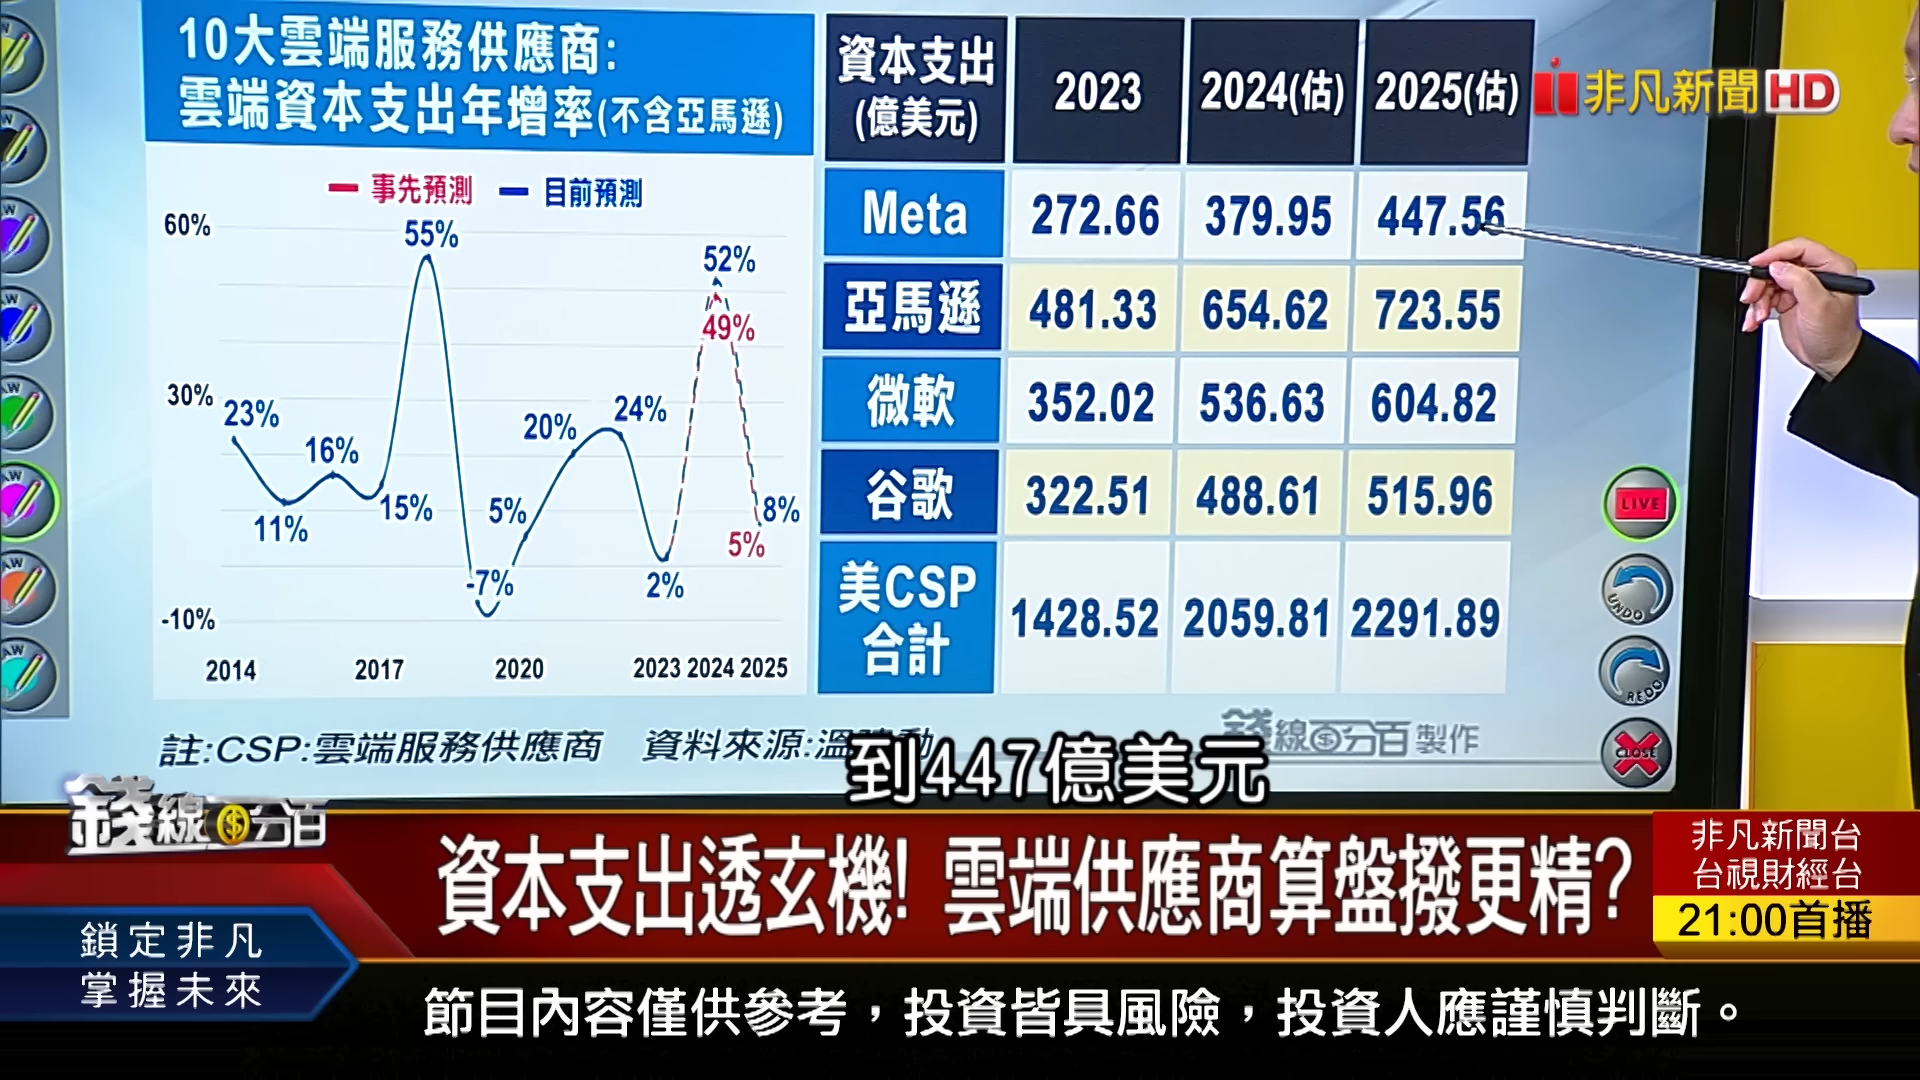 10大雲端服務供應商:
雲端資本支出年增率(不含亞馬遜)
事先預測 目前預測
60%
30%
-10%
23%
11%
16%
15%
55%
-7%
5%
20%
24%
2%
52%
49%
8%
5%
2014 2017 2020 2023 2024 2025
資本支出
(億美元) 2023 2024(估) 2025(估)
Meta 272.66 379.95 447.56
亞馬遜 481.33 654.62 723.55
微軟 352.02 536.63 604.82
谷歌 322.51 488.61 515.96
美CSP
合計 1428.52 2059.81 2291.89
註:CSP:雲端服務供應商 資料來源:溫
錢線百分百製作
非凡新聞HD
LIVE
UNDO
REDO
CLOSE
到447億美元
錢線百分百
資本支出透玄機! 雲端供應商算盤撥更精?
非凡新聞台
台視財經台
21:00首播
鎖定非凡
掌握未來
節目內容僅供參考，投資皆具風險，投資人應謹慎判斷。